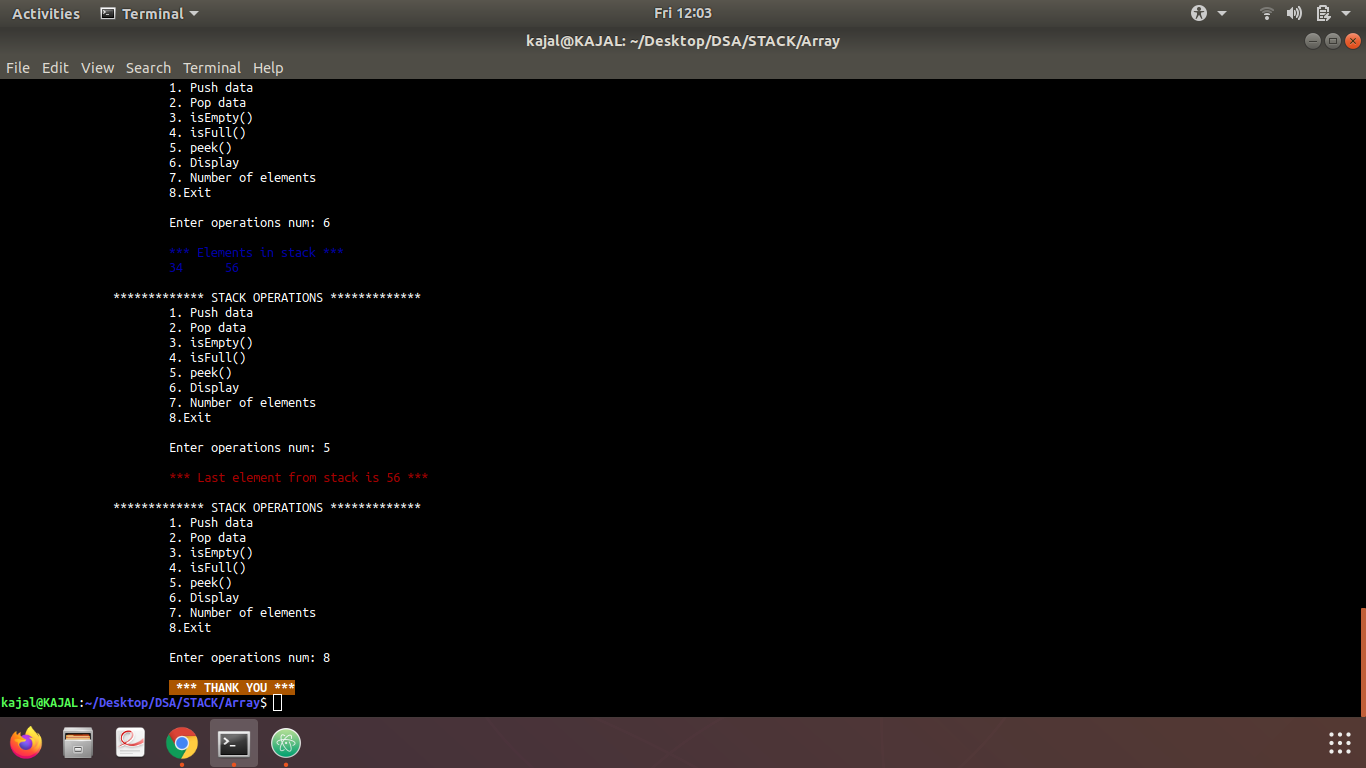 Activities Terminal Fri 12:03
kajal@KAJAL: ~/Desktop/DSA/STACK/Array
File Edit View Search Terminal Help
1. Push data
2. Pop data
3. isEmpty()
4. isFull()
5. peek()
6. Display
7. Number of elements
8.Exit
Enter operations num: 6
*** Elements in stack ***
34 56
************* STACK OPERATIONS *************
1. Push data
2. Pop data
3. isEmpty()
4. isFull()
5. peek()
6. Display
7. Number of elements
8.Exit
Enter operations num: 5
*** Last element from stack is 56 ***
************* STACK OPERATIONS *************
1. Push data
2. Pop data
3. isEmpty()
4. isFull()
5. peek()
6. Display
7. Number of elements
8.Exit
Enter operations num: 8
*** THANK YOU ***
kajal@KAJAL:~/Desktop/DSA/STACK/Array$